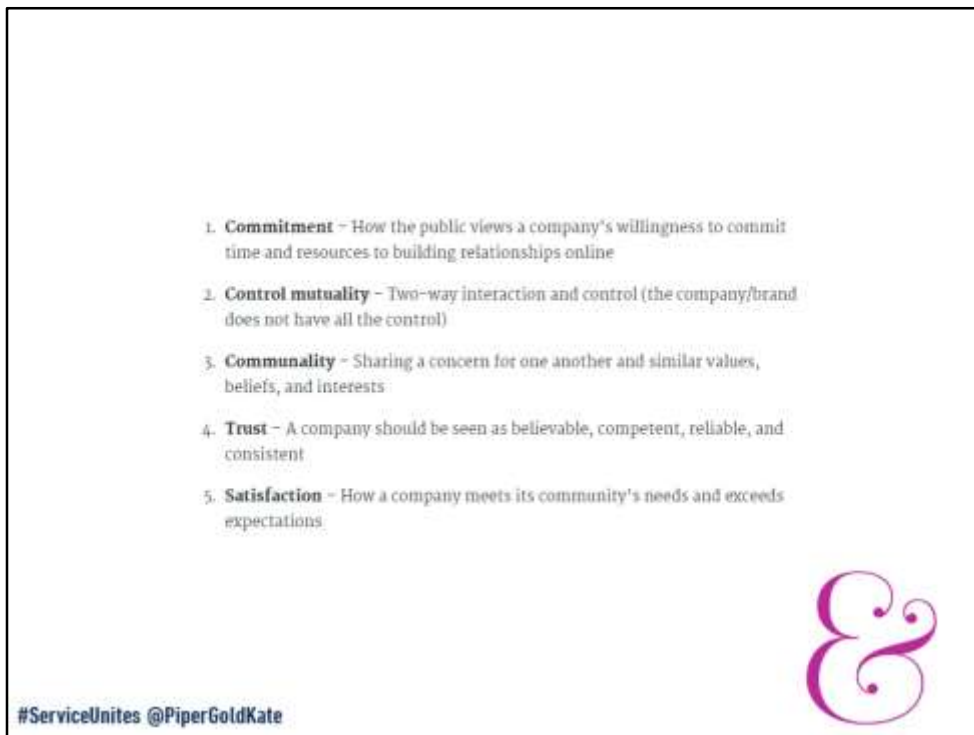 1. Commitment – How the public views a company's willingness to commit
time and resources to building relationships online
2. Control mutuality – Two-way interaction and control (the company/brand
does not have all the control)
3. Communality – Sharing a concern for one another and similar values,
beliefs, and interests
4. Trust – A company should be seen as believable, competent, reliable, and
consistent
5. Satisfaction – How a company meets its community's needs and exceeds
expectations
&
#ServiceUnites @PiperGoldKate